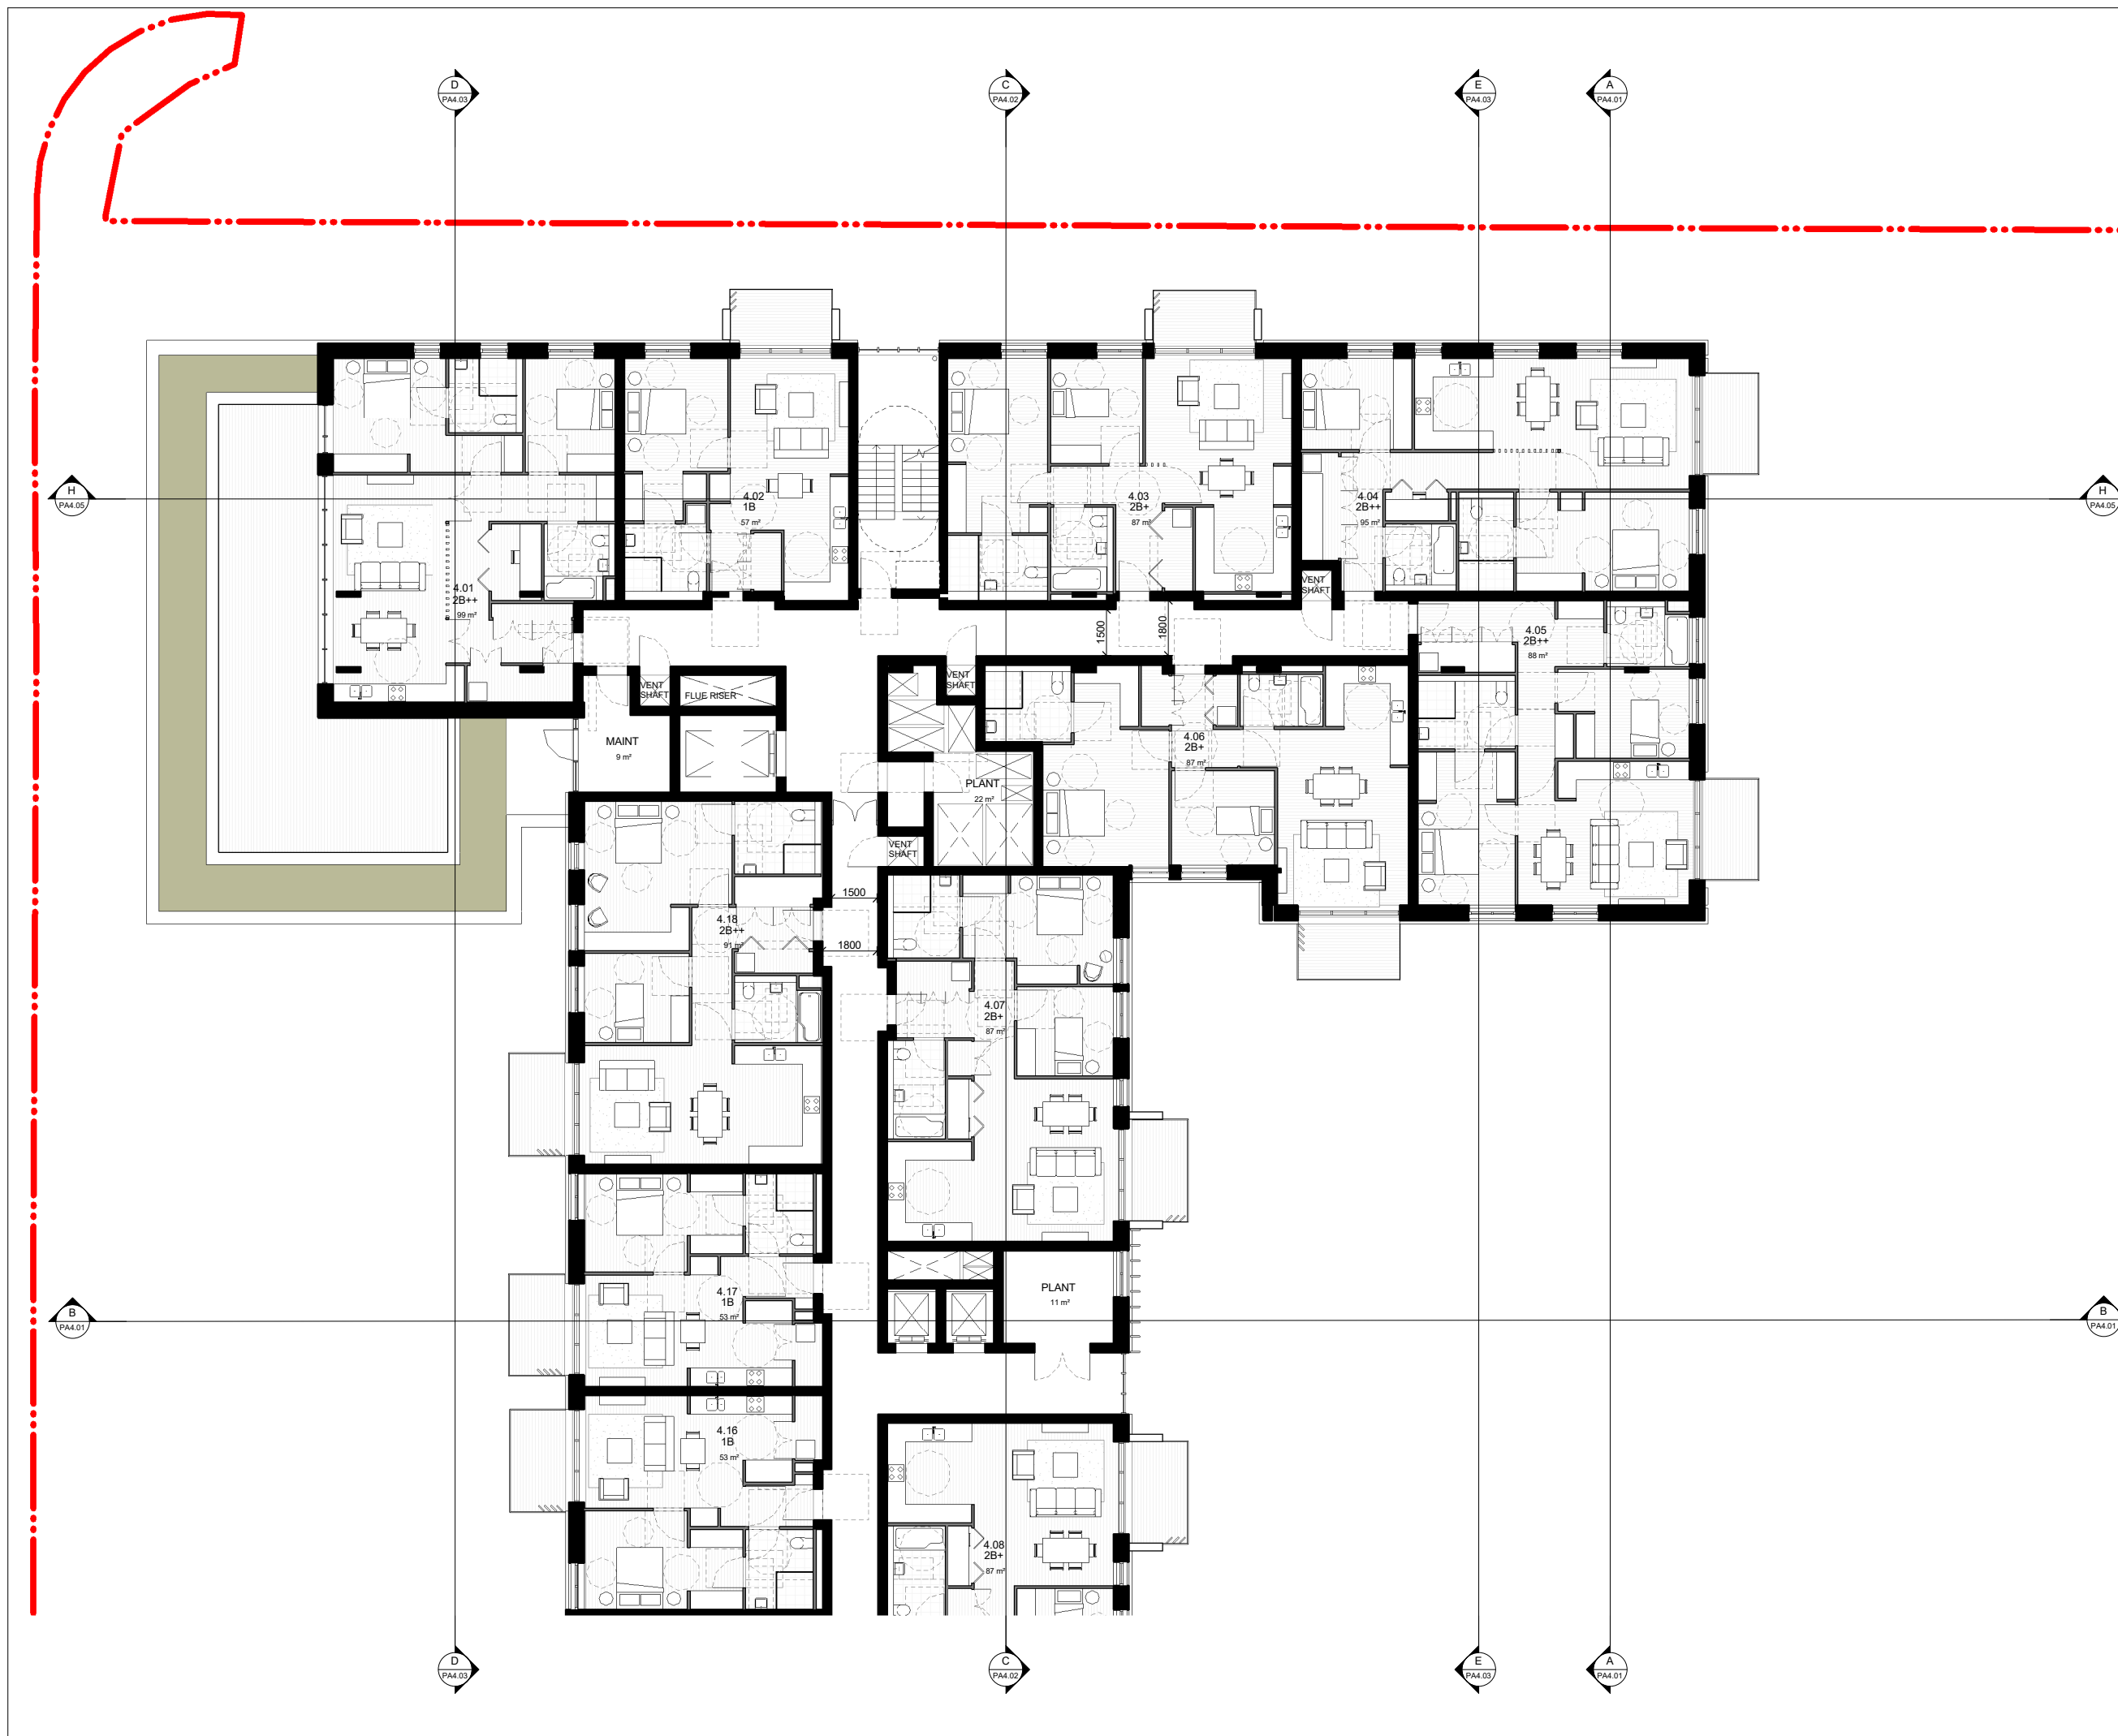 D
PA4.03
C
PA4.02
E
PA4.03
A
PA4.01
H
PA4.05
H
PA4.05
4.01
2B++
99 m²
4.02
1B
57 m²
4.03
2B+
87 m²
4.04
2B++
95 m²
VENT
SHAFT
1500
1800
4.05
2B++
88 m²
VENT
SHAFT
FLUE RISER
VENT
SHAFT
MAINT
9 m²
4.06
2B+
87 m²
PLANT
22 m²
VENT
SHAFT
1500
4.18
2B++
91 m²
1800
4.07
2B+
87 m²
4.17
1B
53 m²
PLANT
11 m²
B
PA4.01
B
PA4.01
4.16
1B
53 m²
4.08
2B+
87 m²
D
PA4.03
C
PA4.02
E
PA4.03
A
PA4.01